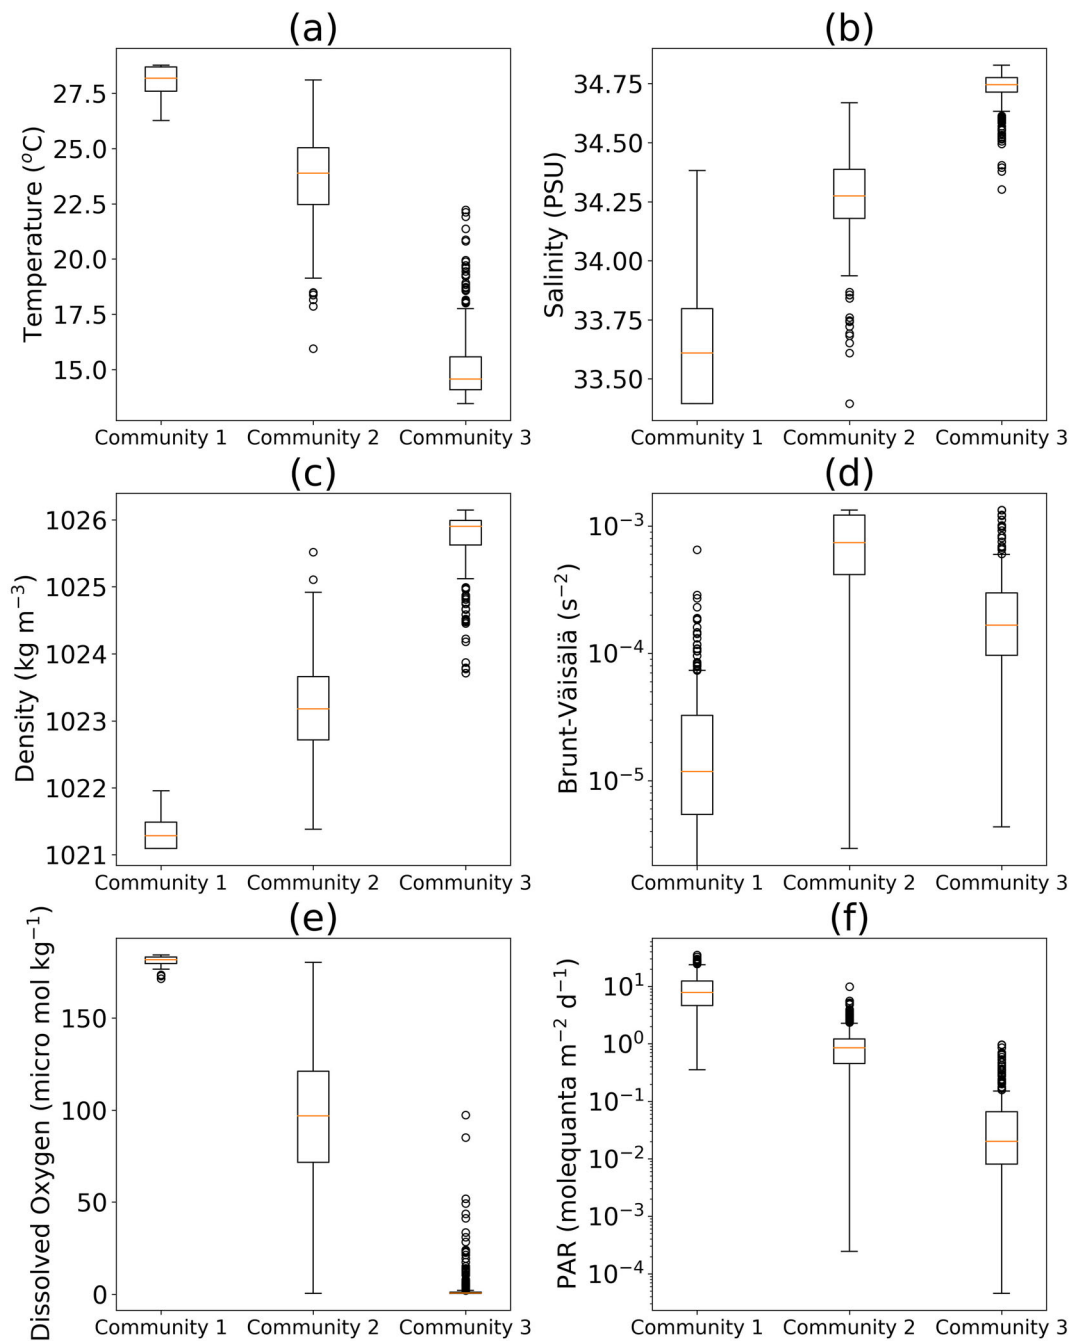 (a)
Temperature (°C)
27.5
25.0
22.5
20.0
17.5
15.0
Community 1 Community 2 Community 3
(b)
Salinity (PSU)
34.75
34.50
34.25
34.00
33.75
33.50
Community 1 Community 2 Community 3
(c)
Density (kg m⁻³)
1026
1025
1024
1023
1022
1021
Community 1 Community 2 Community 3
(d)
Brunt-Väisälä (s⁻²)
10⁻³
10⁻⁴
10⁻⁵
Community 1 Community 2 Community 3
(e)
Dissolved Oxygen (micro mol kg⁻¹)
150
100
50
0
Community 1 Community 2 Community 3
(f)
PAR (molequanta m⁻² d⁻¹)
10¹
10⁰
10⁻¹
10⁻²
10⁻³
10⁻⁴
Community 1 Community 2 Community 3